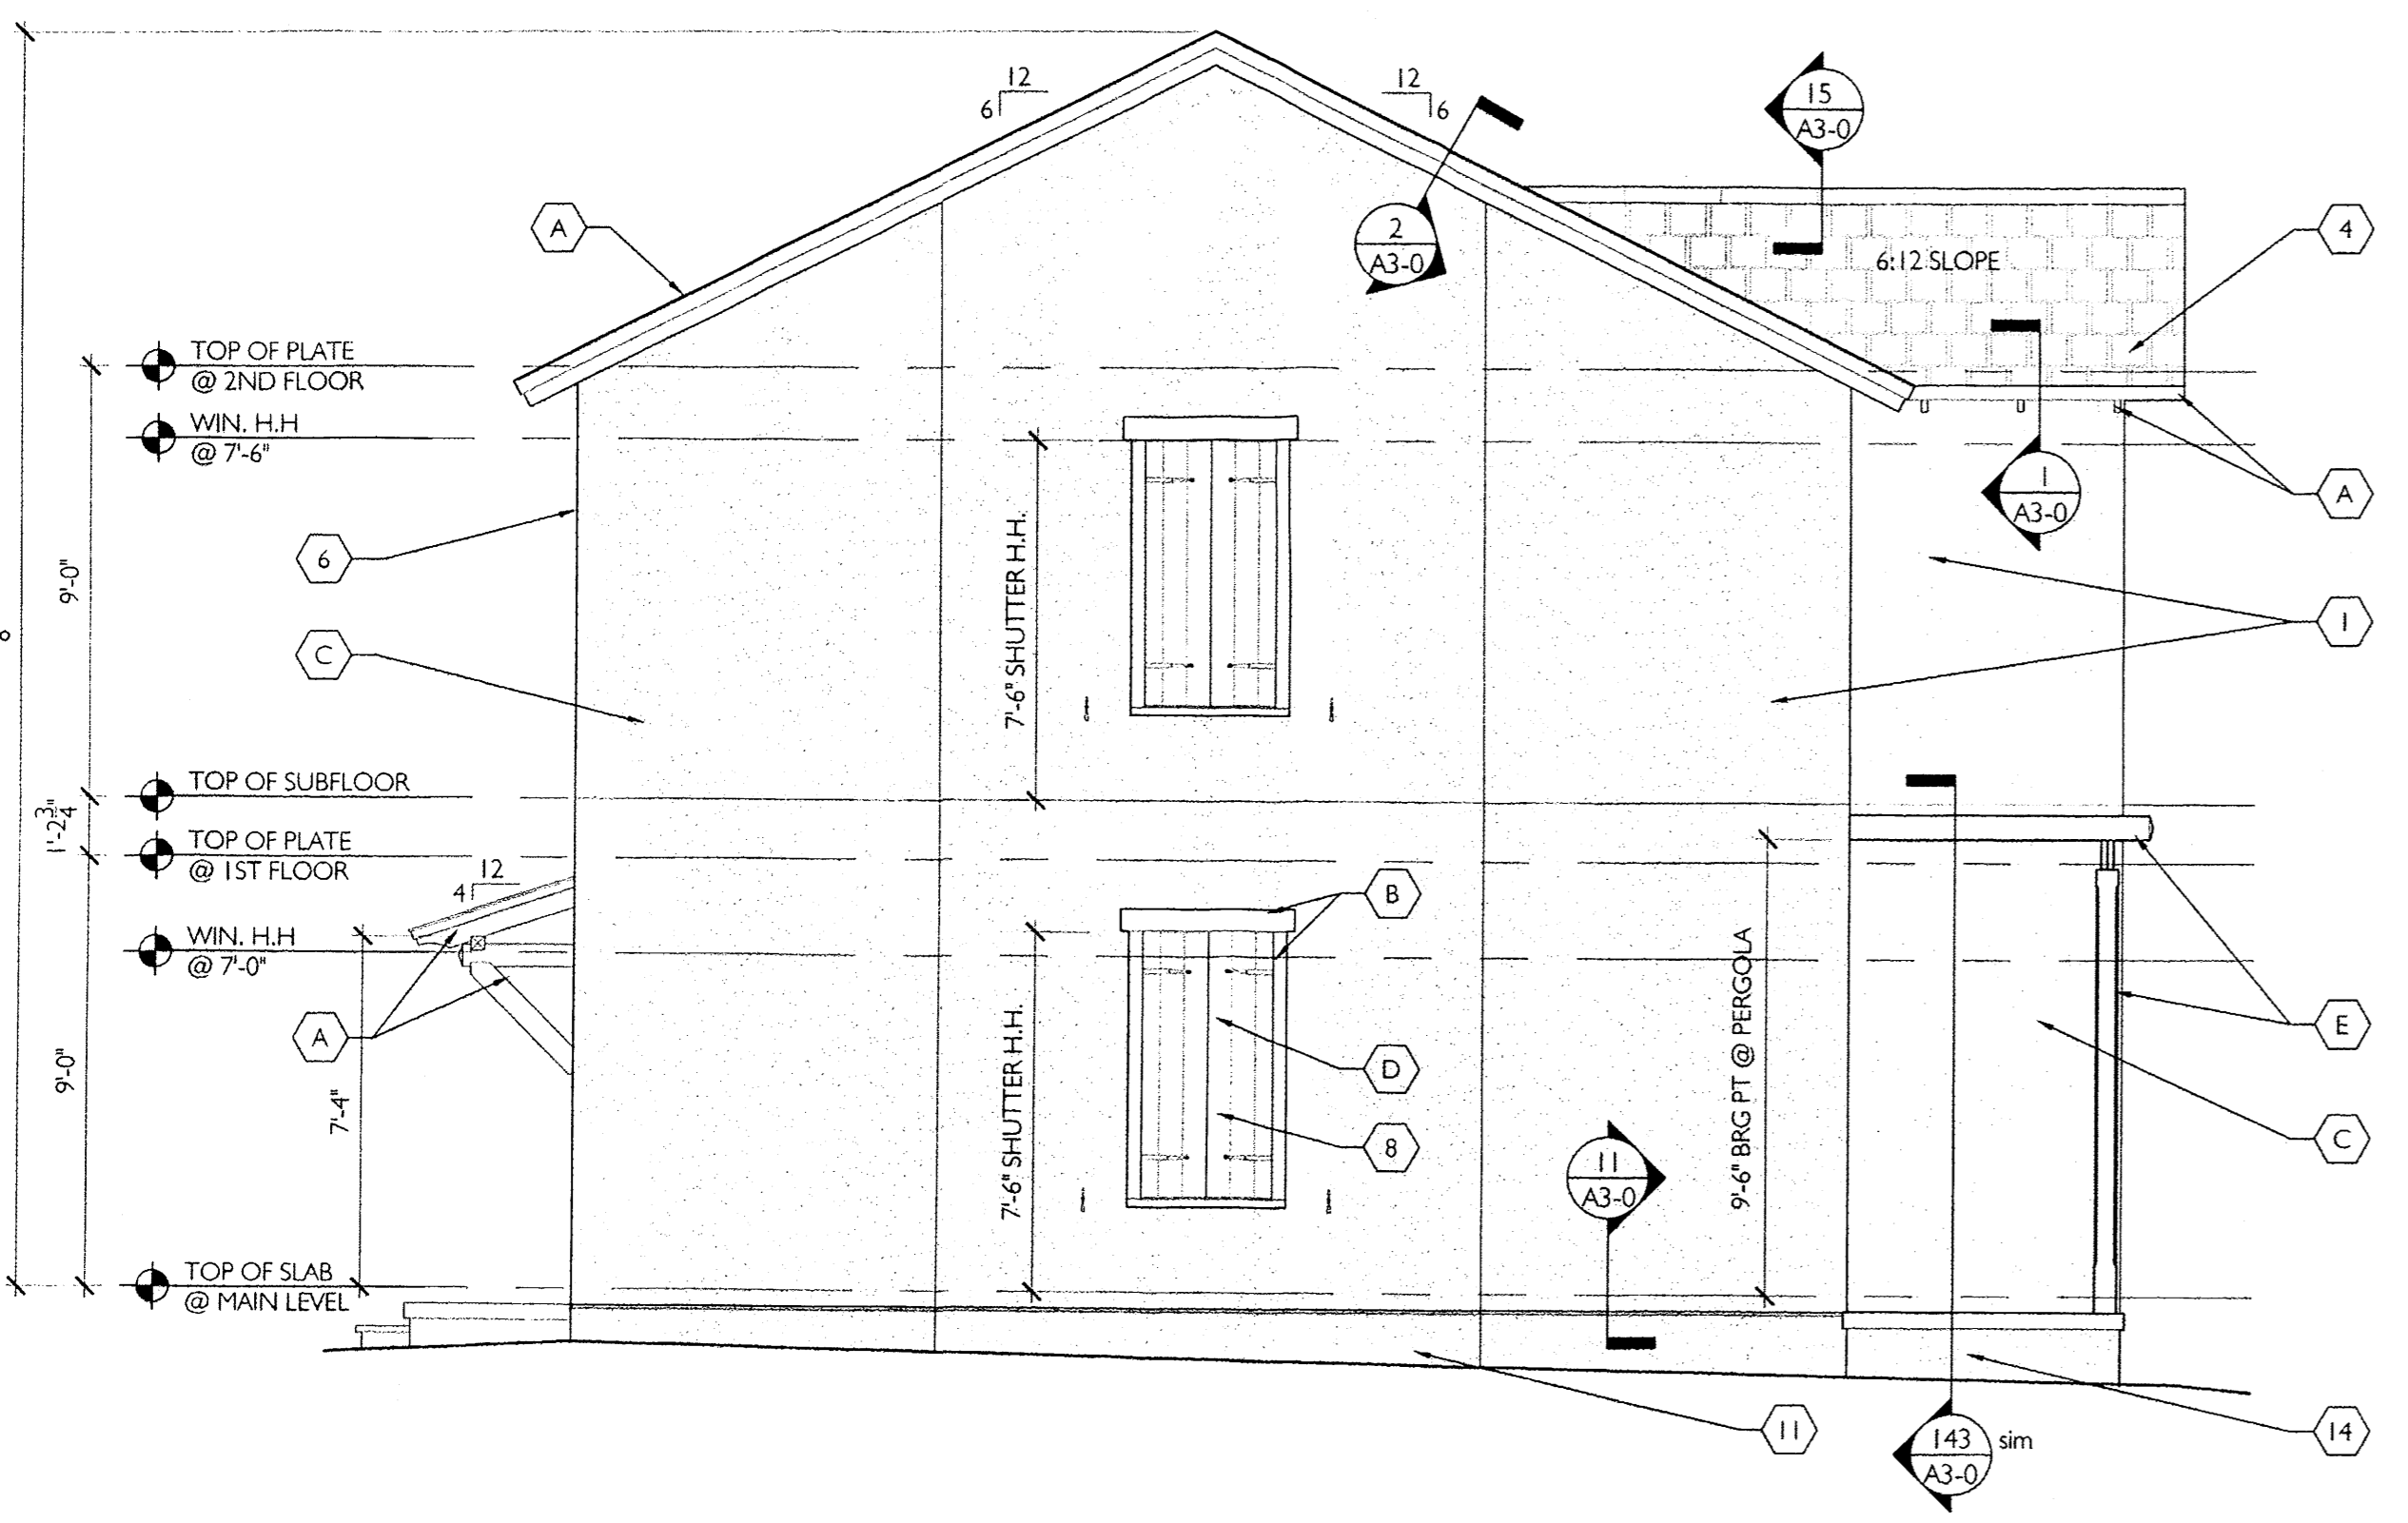 12
6
12
6
15
A3-0
2
A3-0
A
4
6:12 SLOPE
TOP OF PLATE
@ 2ND FLOOR
WIN. H.H
@ 7'-6"
1
A3-0
A
6
9'-0"
7'-6" SHUTTER H.H.
1
C
TOP OF SUBFLOOR
1'-2 3/4"
TOP OF PLATE
@ 1ST FLOOR
12
4
B
WIN. H.H
@ 7'-0"
9'-6" BRG PT @ PERGOLA
A
E
9'-0"
7'-4"
7'-6" SHUTTER H.H.
D
8
C
11
A3-0
TOP OF SLAB
@ MAIN LEVEL
11
143
A3-0
sim
14